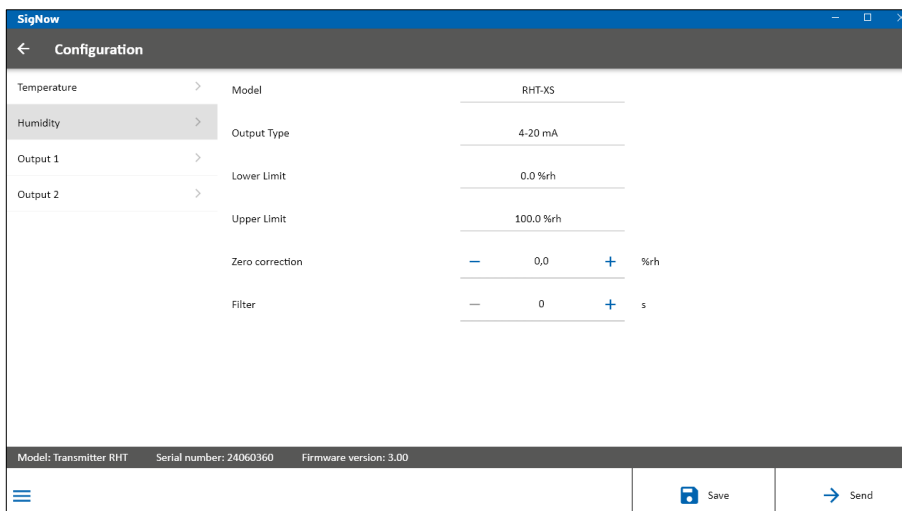 SigNow
Configuration
Temperature
Humidity
Output 1
Output 2
Model RHT-XS
Output Type 4-20 mA
Lower Limit 0.0 %rh
Upper Limit 100.0 %rh
Zero correction 0,0 %rh
Filter 0 s
Model: Transmitter RHT Serial number: 24060360 Firmware version: 3.00
Save Send